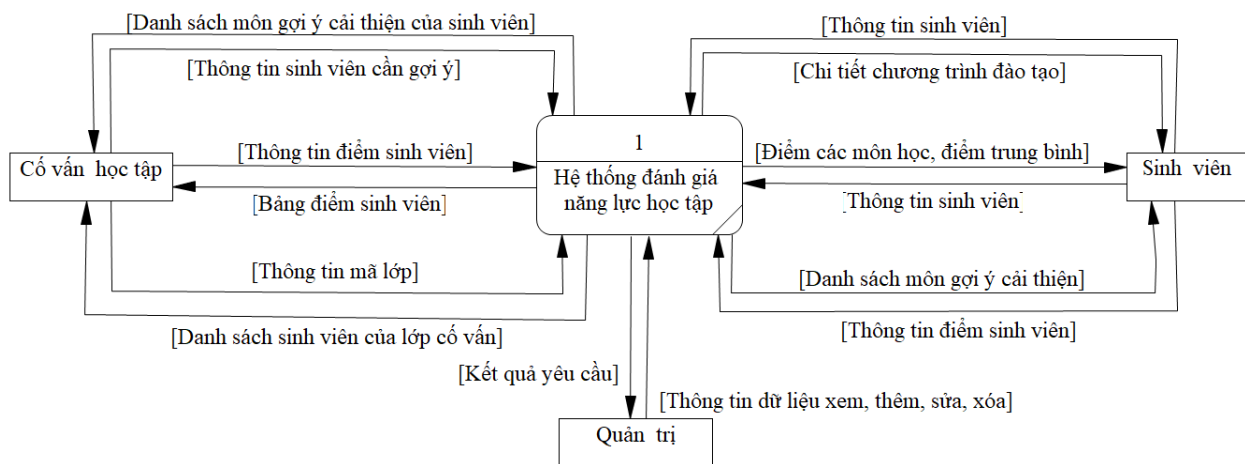 [Danh sách môn gợi ý cải thiện của sinh viên]
[Thông tin sinh viên]
[Thông tin sinh viên cần gợi ý]
[Chi tiết chương trình đào tạo]
1
[Thông tin điểm sinh viên]
[Điểm các môn học, điểm trung bình]
Cố vấn học tập
Hệ thống đánh giá
năng lực học tập
Sinh viên
[Bảng điểm sinh viên]
[Thông tin sinh viên]
[Thông tin mã lớp]
[Danh sách môn gợi ý cải thiện]
[Danh sách sinh viên của lớp cố vấn]
[Thông tin điểm sinh viên]
[Kết quả yêu cầu]
[Thông tin dữ liệu xem, thêm, sửa, xóa]
Quản trị